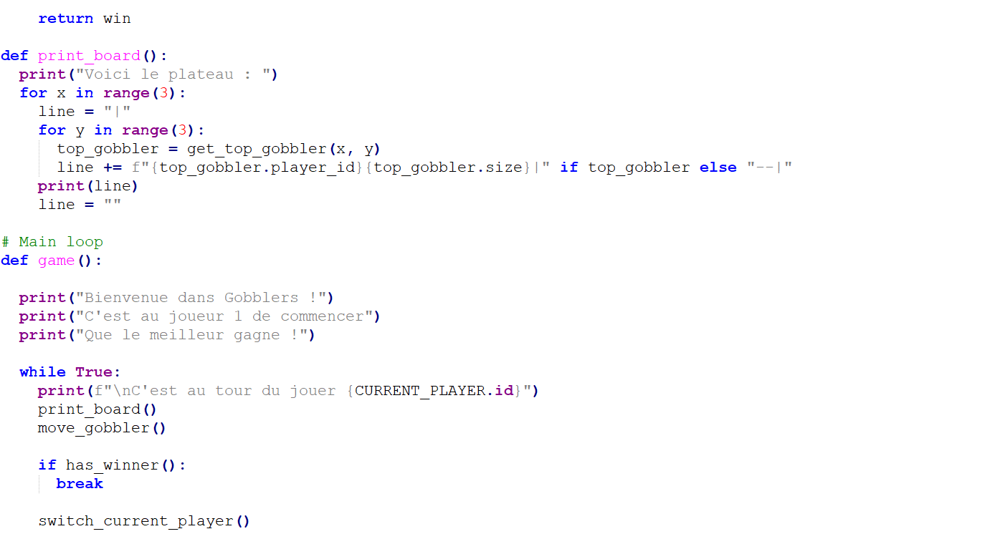 return win

def print_board():
  print("Voici le plateau : ")
  for x in range(3):
    line = "|"
    for y in range(3):
      top_gobbler = get_top_gobbler(x, y)
      line += f"{top_gobbler.player_id}{top_gobbler.size}|" if top_gobbler else "--|"
    print(line)
    line = ""

# Main loop
def game():

  print("Bienvenue dans Gobblers !")
  print("C'est au joueur 1 de commencer")
  print("Que le meilleur gagne !")

  while True:
    print(f"\nC'est au tour du jouer {CURRENT_PLAYER.id}")
    print_board()
    move_gobbler()

    if has_winner():
      break

    switch_current_player()